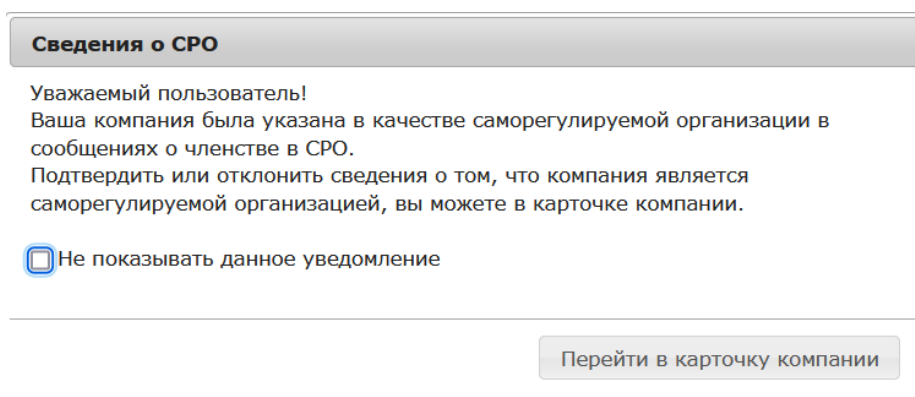 Сведения о СРО
Уважаемый пользователь!
Ваша компания была указана в качестве саморегулируемой организации в
сообщениях о членстве в СРО.
Подтвердить или отклонить сведения о том, что компания является
саморегулируемой организацией, вы можете в карточке компании.
Не показывать данное уведомление
Перейти в карточку компании